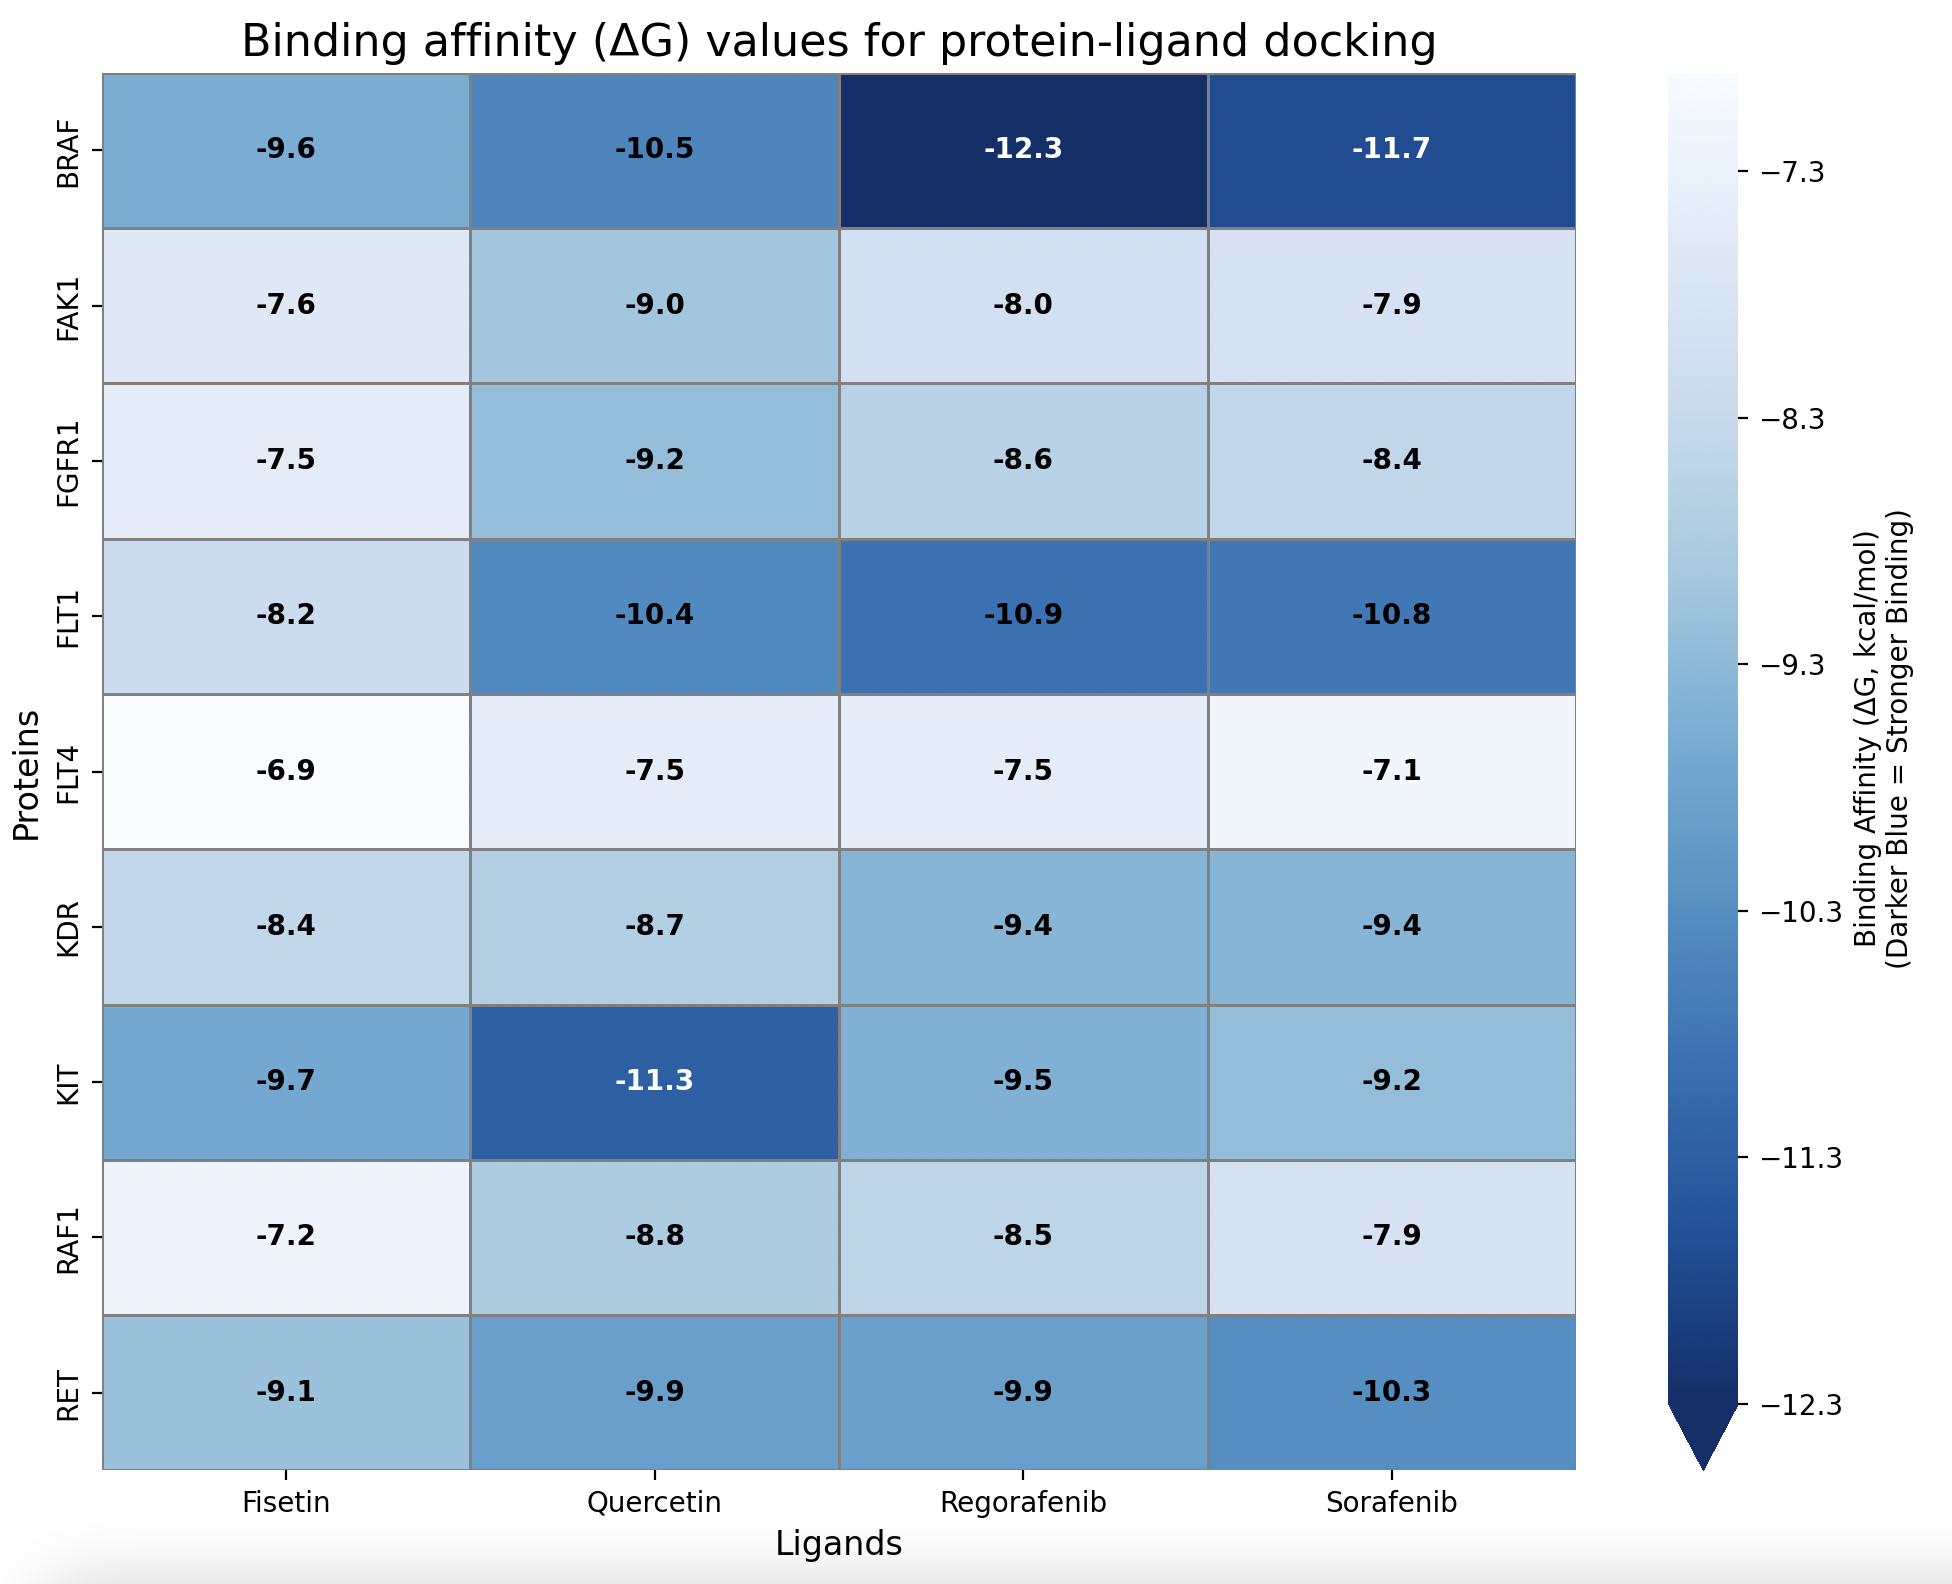 Binding affinity (ΔG) values for protein-ligand docking
BRAF -9.6 -10.5 -12.3 -11.7
FAK1 -7.6 -9.0 -8.0 -7.9
FGFR1 -7.5 -9.2 -8.6 -8.4
FLT1 -8.2 -10.4 -10.9 -10.8
FLT4 -6.9 -7.5 -7.5 -7.1
KDR -8.4 -8.7 -9.4 -9.4
KIT -9.7 -11.3 -9.5 -9.2
RAF1 -7.2 -8.8 -8.5 -7.9
RET -9.1 -9.9 -9.9 -10.3
Proteins
Fisetin Quercetin Regorafenib Sorafenib
Ligands
−7.3
−8.3
−9.3
−10.3
−11.3
−12.3
Binding Affinity (ΔG, kcal/mol)
(Darker Blue = Stronger Binding)